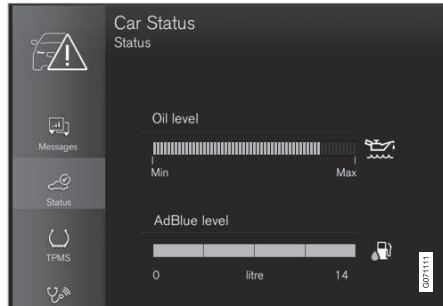 Car Status
Status
Messages
Status
TPMS
Oil level
Min Max
AdBlue level
0 litre 14
G071111